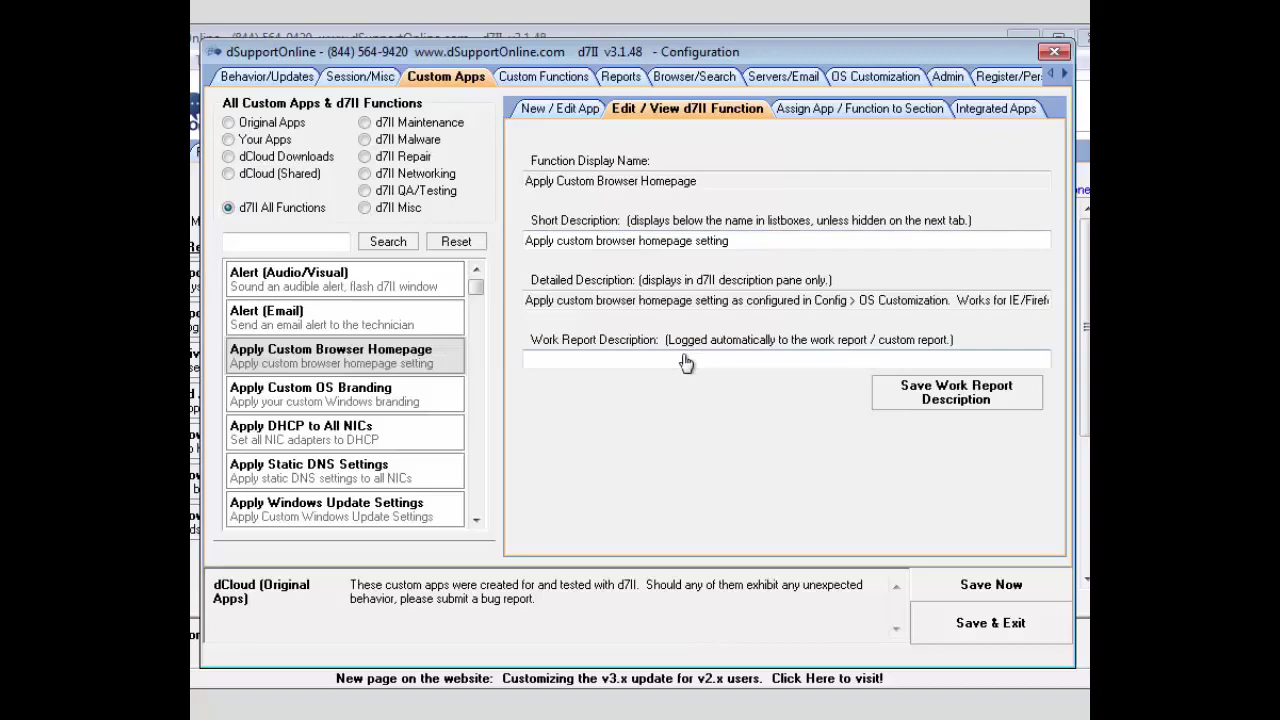 dSupportOnline - (844) 564-9420 www.dSupportOnline.com d7II v3.1.48 - Configuration
Behavior/Updates Session/Misc Custom Apps Custom Functions Reports Browser/Search Servers/Email OS Customization Admin Register/Per
All Custom Apps & d7II Functions
Original Apps
d7II Maintenance
Your Apps
d7II Malware
dCloud Downloads
d7II Repair
dCloud (Shared)
d7II Networking
d7II QA/Testing
d7II All Functions
d7II Misc
Search Reset
Alert (Audio/Visual)
Sound an audible alert, flash d7II window
Alert (Email)
Send an email alert to the technician
Apply Custom Browser Homepage
Apply custom browser homepage setting
Apply Custom OS Branding
Apply your custom Windows branding
Apply DHCP to All NICs
Set all NIC adapters to DHCP
Apply Static DNS Settings
Apply static DNS settings to all NICs
Apply Windows Update Settings
Apply Custom Windows Update Settings
New / Edit App Edit / View d7II Function Assign App / Function to Section Integrated Apps
Function Display Name:
Apply Custom Browser Homepage
Short Description: (displays below the name in listboxes, unless hidden on the next tab.)
Apply custom browser homepage setting
Detailed Description: (displays in d7II description pane only.)
Apply custom browser homepage setting as configured in Config > OS Customization. Works for IE/Firef
Work Report Description: (Logged automatically to the work report / custom report.)
Save Work Report
Description
dCloud (Original
Apps)
These custom apps were created for and tested with d7II. Should any of them exhibit any unexpected
behavior, please submit a bug report.
Save Now
Save & Exit
New page on the website: Customizing the v3.x update for v2.x users. Click Here to visit!